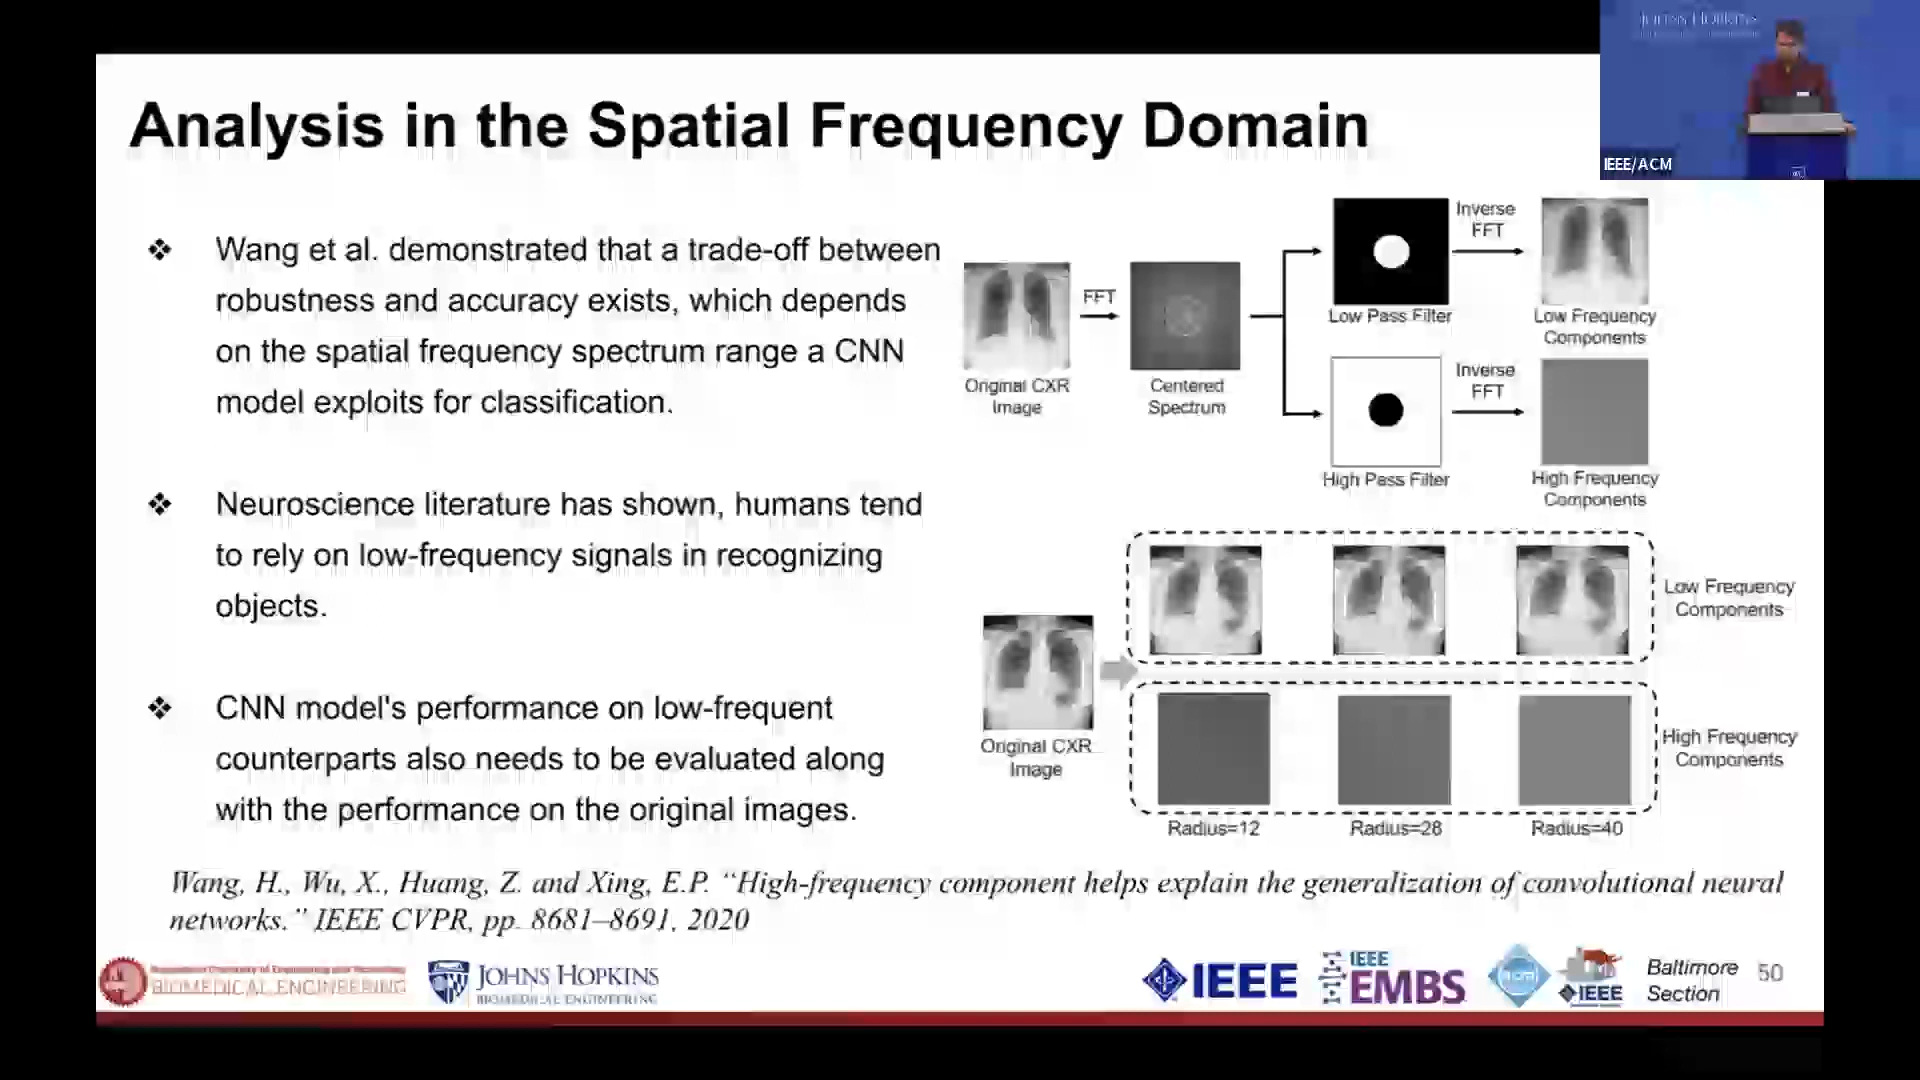 JOHNS HOPKINS
IEEE/ACM
Analysis in the Spatial Frequency Domain
❖ Wang et al. demonstrated that a trade-off between
robustness and accuracy exists, which depends
on the spatial frequency spectrum range a CNN
model exploits for classification.
❖ Neuroscience literature has shown, humans tend
to rely on low-frequency signals in recognizing
objects.
❖ CNN model's performance on low-frequent
counterparts also needs to be evaluated along
with the performance on the original images.
Original CXR
Image
FFT
Centered
Spectrum
Low Pass Filter
Inverse
FFT
Low Frequency
Components
High Pass Filter
Inverse
FFT
High Frequency
Components
Original CXR
Image
Low Frequency
Components
High Frequency
Components
Radius=12
Radius=28
Radius=40
Wang, H., Wu, X., Huang, Z. and Xing, E.P. “High-frequency component helps explain the generalization of convolutional neural
networks.” IEEE CVPR, pp. 8681–8691, 2020
BIOMEDICAL ENGINEERING
JOHNS HOPKINS
BIOMEDICAL ENGINEERING
IEEE
IEEE
EMBS
acm
IEEE
Baltimore
Section
50